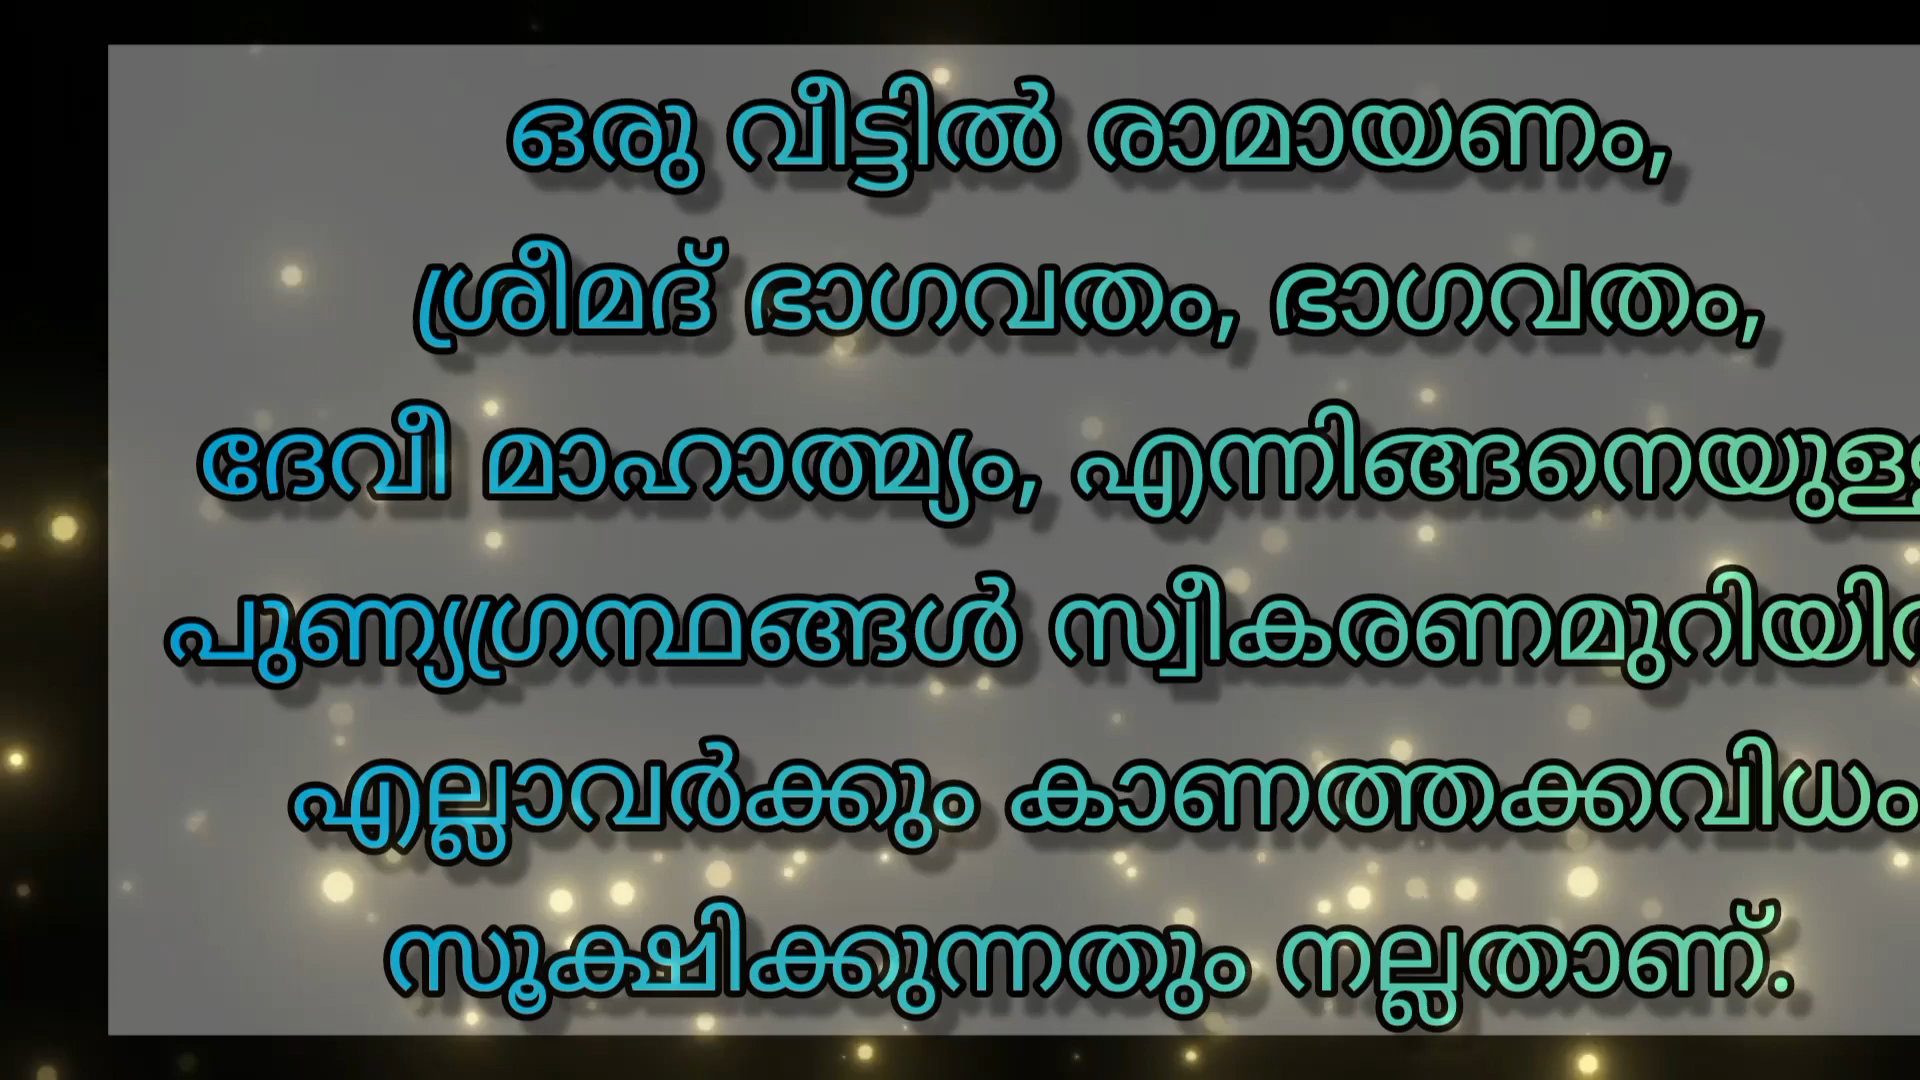 ഒരു വീട്ടിൽ രാമായണം,
ശ്രീമദ് ഭാഗവതം, ഭാഗവതം,
ദേവീ മാഹാത്മ്യം, എന്നിങ്ങനെയുള്ള
പുണ്യഗ്രന്ഥങ്ങൾ സ്വീകരണമുറിയിൽ
എല്ലാവർക്കും കാണത്തക്കവിധം
സൂക്ഷിക്കുന്നതും നല്ലതാണ്.